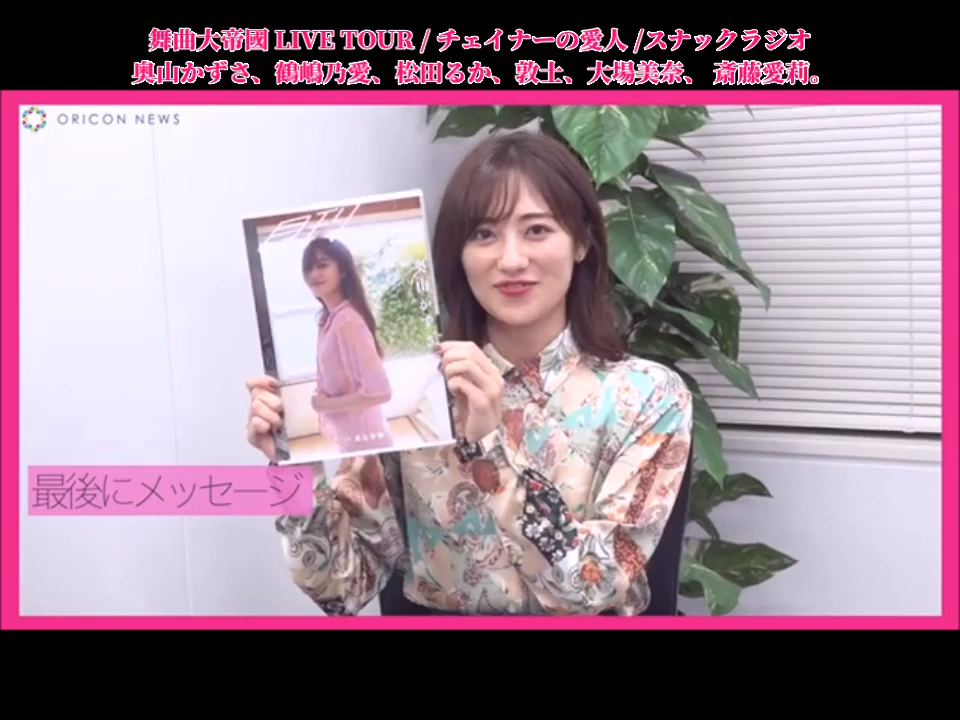 舞曲大帝國 LIVE TOUR / チェイナーの愛人 /スナックラジオ
奥山かずさ、鶴嶋乃愛、松田るか、敦士、大場美奈、 斎藤愛莉。
ORICON NEWS
最後にメッセージ